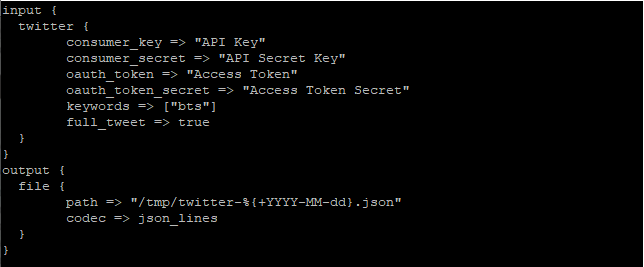 input {
  twitter {
        consumer_key => "API Key"
        consumer_secret => "API Secret Key"
        oauth_token => "Access Token"
        oauth_token_secret => "Access Token Secret"
        keywords => ["bts"]
        full_tweet => true
  }
}
output {
  file {
        path => "/tmp/twitter-%{+YYYY-MM-dd}.json"
        codec => json_lines
  }
}